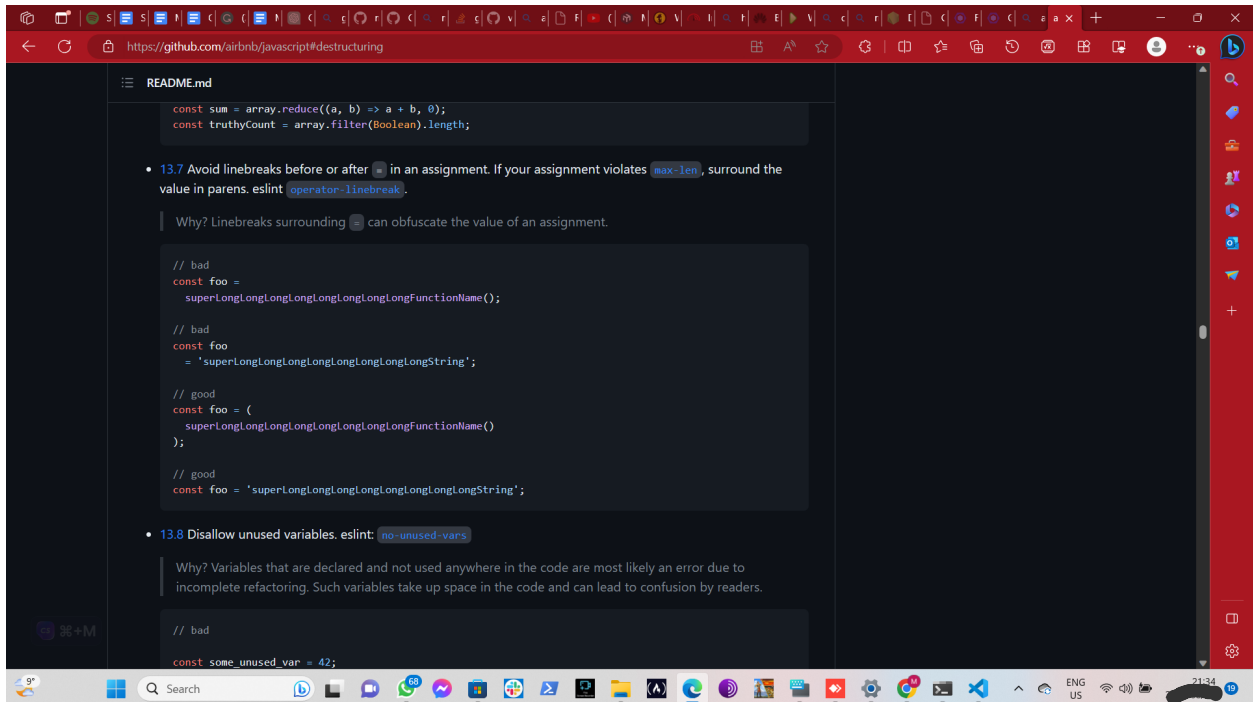 https://github.com/airbnb/javascript#destructuring
README.md
const sum = array.reduce((a, b) => a + b, 0);
const truthyCount = array.filter(Boolean).length;
13.7 Avoid linebreaks before or after = in an assignment. If your assignment violates max-len, surround the
value in parens. eslint operator-linebreak.
Why? Linebreaks surrounding = can obfuscate the value of an assignment.
// bad
const foo =
superLongLongLongLongLongLongLongLongFunctionName();
// bad
const foo
= 'superLongLongLongLongLongLongLongLongString';
// good
const foo = (
superLongLongLongLongLongLongLongLongFunctionName()
);
// good
const foo = 'superLongLongLongLongLongLongLongLongString';
13.8 Disallow unused variables. eslint: no-unused-vars
Why? Variables that are declared and not used anywhere in the code are most likely an error due to
incomplete refactoring. Such variables take up space in the code and can lead to confusion by readers.
// bad
⌘+M
const some_unused_var = 42;
9°
Search
68
M
ENG
US
21:34
19